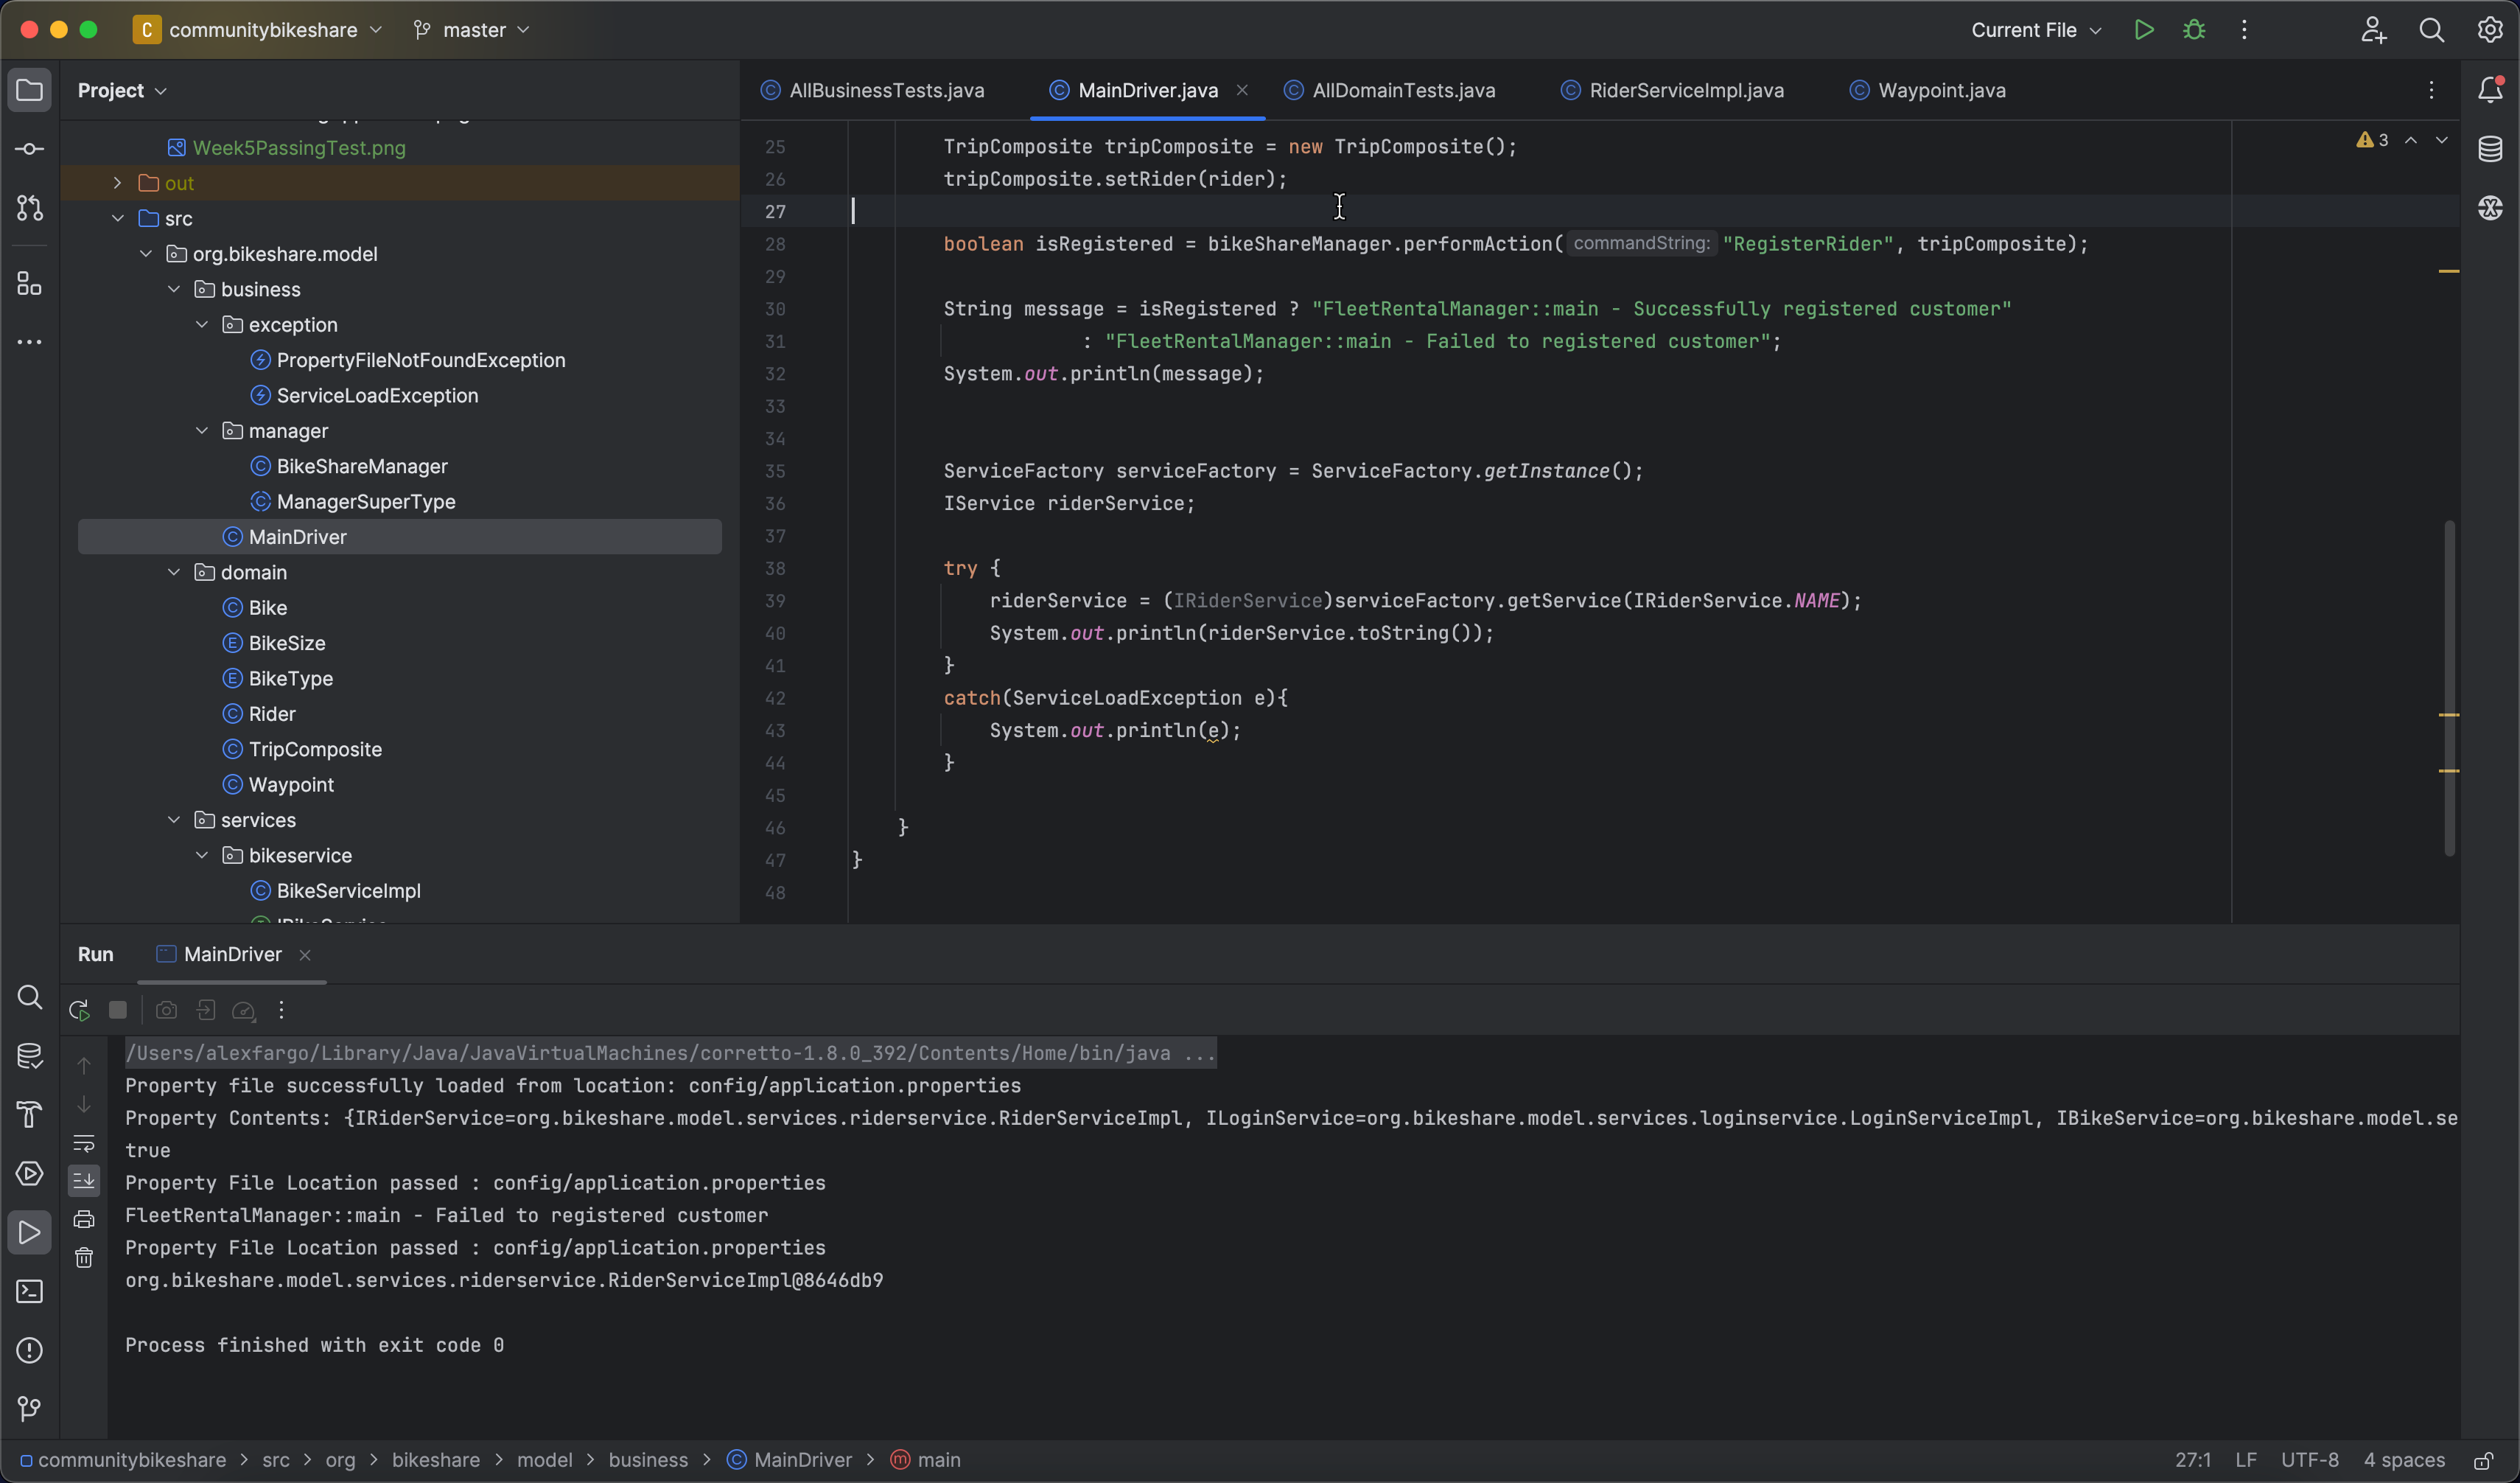 C communitybikeshare master Current File
Project
Week5PassingTest.png
out
src
org.bikeshare.model
business
exception
PropertyFileNotFoundException
ServiceLoadException
manager
BikeShareManager
ManagerSuperType
MainDriver
domain
Bike
BikeSize
BikeType
Rider
TripComposite
Waypoint
services
bikeservice
BikeServiceImpl
AllBusinessTests.java MainDriver.java AllDomainTests.java RiderServiceImpl.java Waypoint.java
3
25 TripComposite tripComposite = new TripComposite();
26 tripComposite.setRider(rider);
27
28 boolean isRegistered = bikeShareManager.performAction( commandString: "RegisterRider", tripComposite);
29
30 String message = isRegistered ? "FleetRentalManager::main - Successfully registered customer"
31 : "FleetRentalManager::main - Failed to registered customer";
32 System.out.println(message);
33
34
35 ServiceFactory serviceFactory = ServiceFactory.getInstance();
36 IService riderService;
37
38 try {
39 riderService = (IRiderService)serviceFactory.getService(IRiderService.NAME);
40 System.out.println(riderService.toString());
41 }
42 catch(ServiceLoadException e){
43 System.out.println(e);
44 }
45
46 }
47 }
48
Run MainDriver
/Users/alexfargo/Library/Java/JavaVirtualMachines/corretto-1.8.0_392/Contents/Home/bin/java ...
Property file successfully loaded from location: config/application.properties
Property Contents: {IRiderService=org.bikeshare.model.services.riderservice.RiderServiceImpl, ILoginService=org.bikeshare.model.services.loginservice.LoginServiceImpl, IBikeService=org.bikeshare.model.se
true
Property File Location passed : config/application.properties
FleetRentalManager::main - Failed to registered customer
Property File Location passed : config/application.properties
org.bikeshare.model.services.riderservice.RiderServiceImpl@8646db9
Process finished with exit code 0
communitybikeshare > src > org > bikeshare > model > business > MainDriver > main 27:1 LF UTF-8 4 spaces